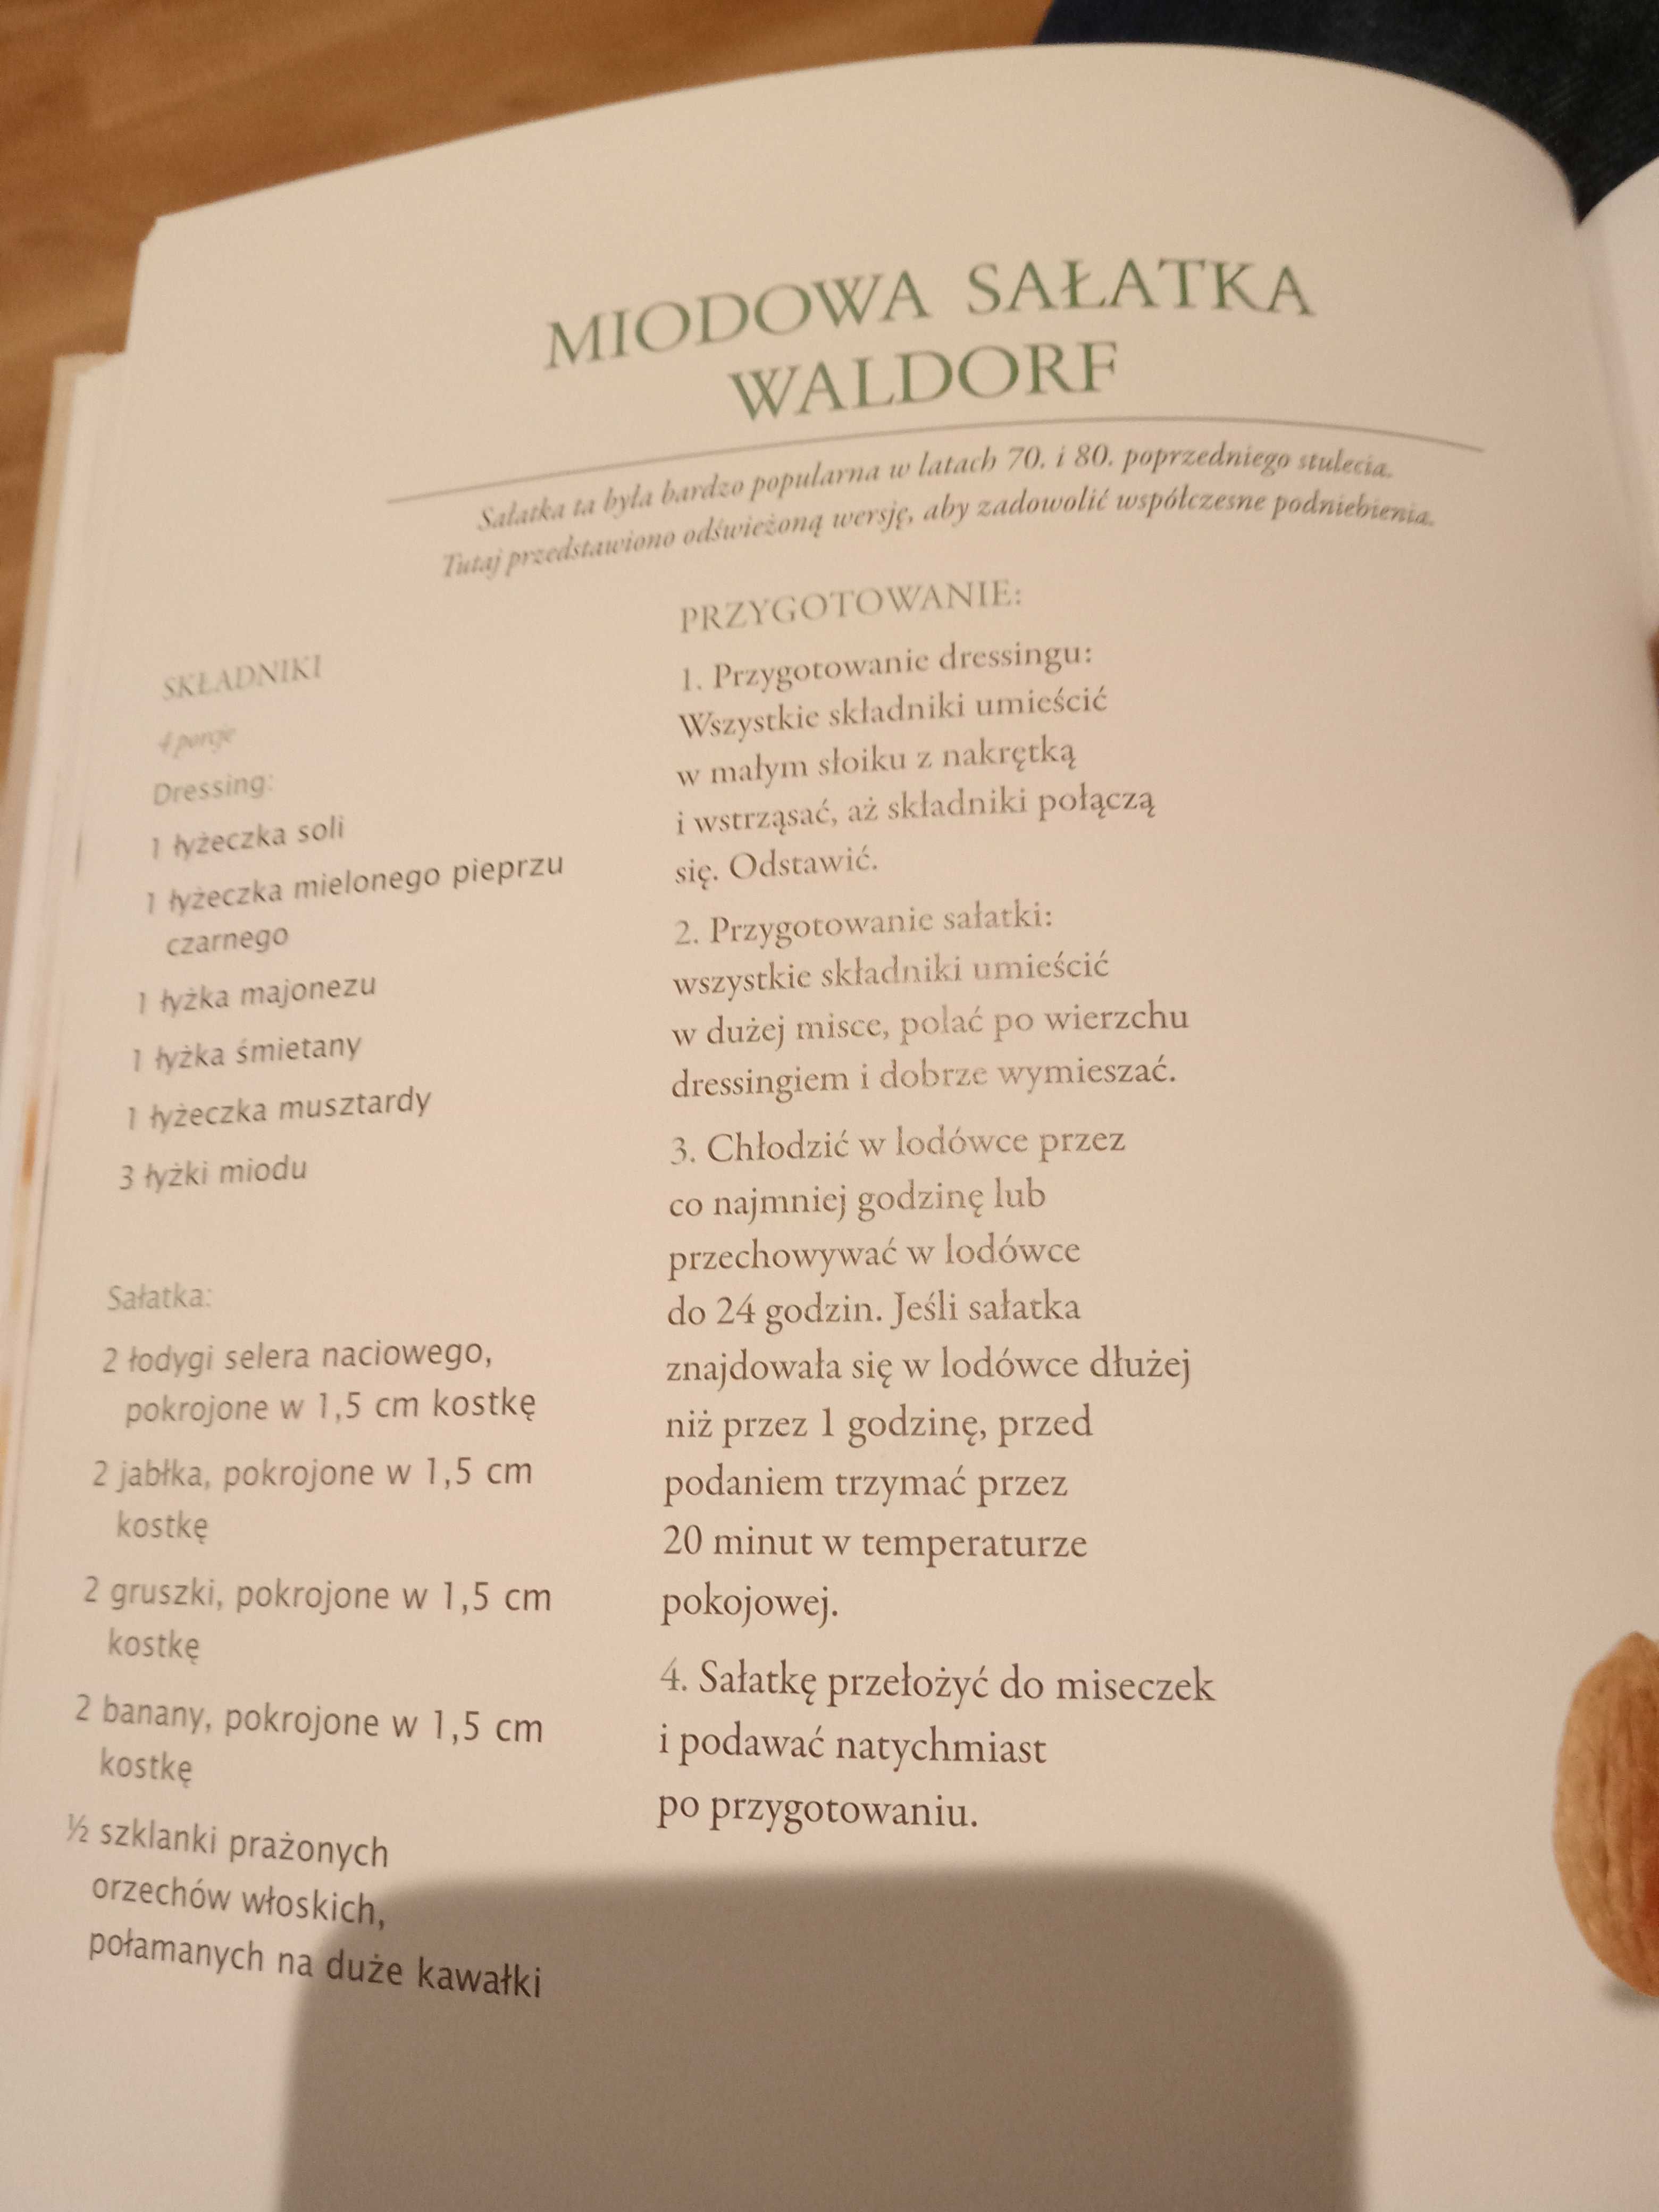 MIODOWA SAŁATKA
WALDORF
Sałatka ta była bardzo popularna w latach 70. i 80. poprzedniego stulecia.
Tutaj przedstawiono odświeżoną wersję, aby zadowolić współczesne podniebienia.
SKŁADNIKI
4 porcje
Dressing:
1 łyżeczka soli
1 łyżeczka mielonego pieprzu
czarnego
1 łyżka majonezu
1 łyżka śmietany
1 łyżeczka musztardy
3 łyżki miodu
Sałatka:
2 łodygi selera naciowego,
pokrojone w 1,5 cm kostkę
2 jabłka, pokrojone w 1,5 cm
kostkę
2 gruszki, pokrojone w 1,5 cm
kostkę
2 banany, pokrojone w 1,5 cm
kostkę
½ szklanki prażonych
orzechów włoskich,
połamanych na duże kawałki
PRZYGOTOWANIE:
1. Przygotowanie dressingu:
Wszystkie składniki umieścić
w małym słoiku z nakrętką
i wstrząsać, aż składniki połączą
się. Odstawić.
2. Przygotowanie sałatki:
wszystkie składniki umieścić
w dużej misce, polać po wierzchu
dressingiem i dobrze wymieszać.
3. Chłodzić w lodówce przez
co najmniej godzinę lub
przechowywać w lodówce
do 24 godzin. Jeśli sałatka
znajdowała się w lodówce dłużej
niż przez 1 godzinę, przed
podaniem trzymać przez
20 minut w temperaturze
pokojowej.
4. Sałatkę przełożyć do miseczek
i podawać natychmiast
po przygotowaniu.